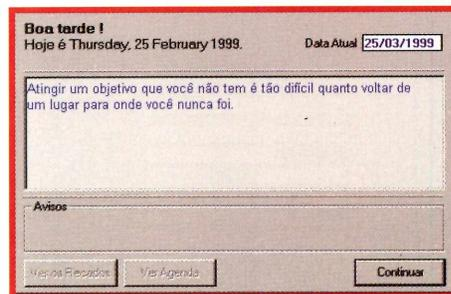 Boa tarde !
Hoje é Thursday, 25 February 1999.
Data Atual 25/03/1999
Atingir um objetivo que você não tem é tão difícil quanto voltar de
um lugar para onde você nunca foi.
Avisos
Ver os Recados
Ver Agenda
Continuar